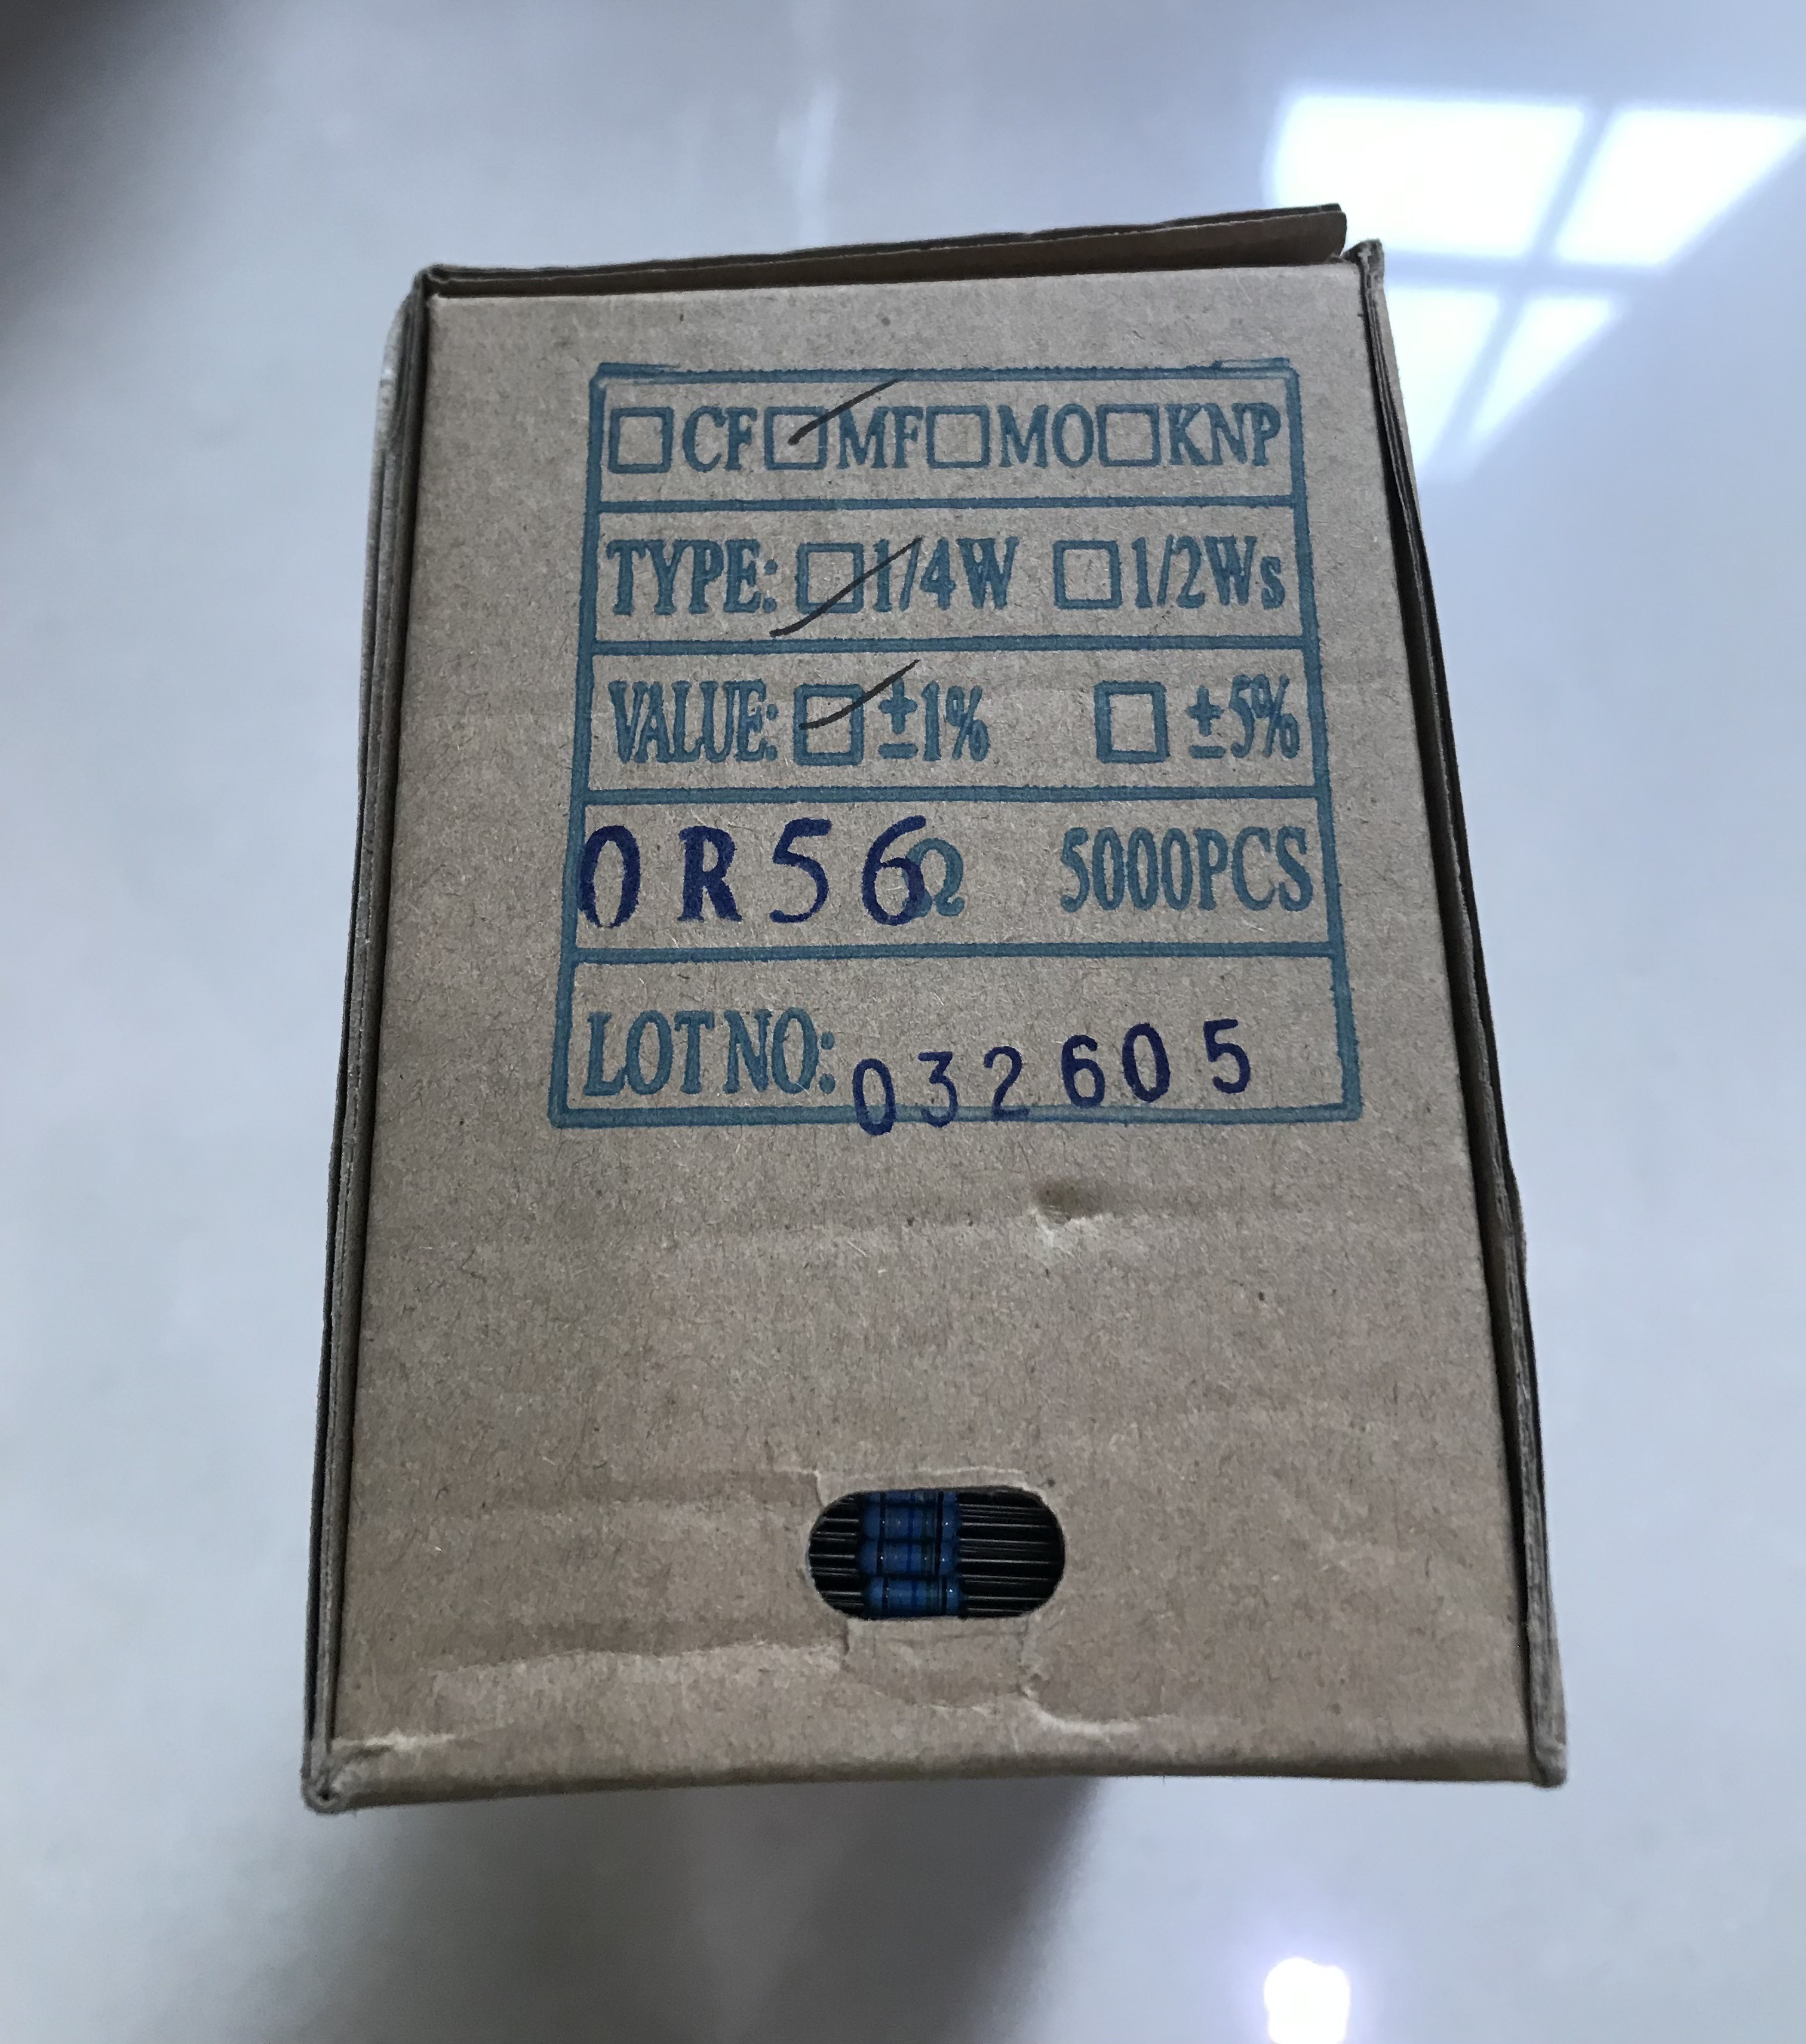 □CF☑MF□MO□KNP
TYPE: ☑1/4W □1/2Ws
VALUE: ☑±1% □±5%
0R56Ω 5000PCS
LOT NO: 032605